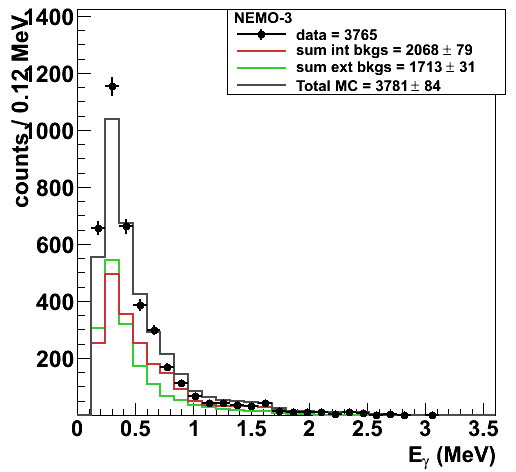 NEMO-3
data = 3765
sum int bkgs = 2068 ± 79
sum ext bkgs = 1713 ± 31
Total MC = 3781 ± 84
counts / 0.12 MeV
1400
1200
1000
800
600
400
200
0 0.5 1 1.5 2 2.5 3 3.5
Eγ (MeV)